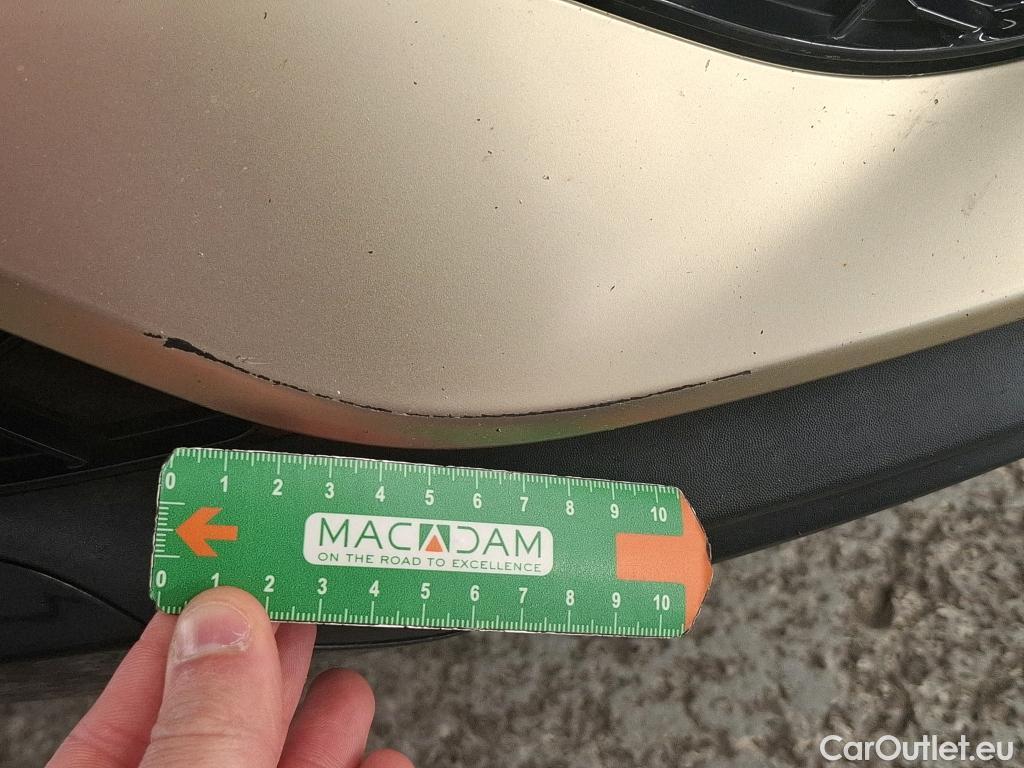 0 1 2 3 4 5 6 7 8 9 10
MACADAM
ON THE ROAD TO EXCELLENCE
0 1 2 3 4 5 6 7 8 9 10
CarOutlet.eu